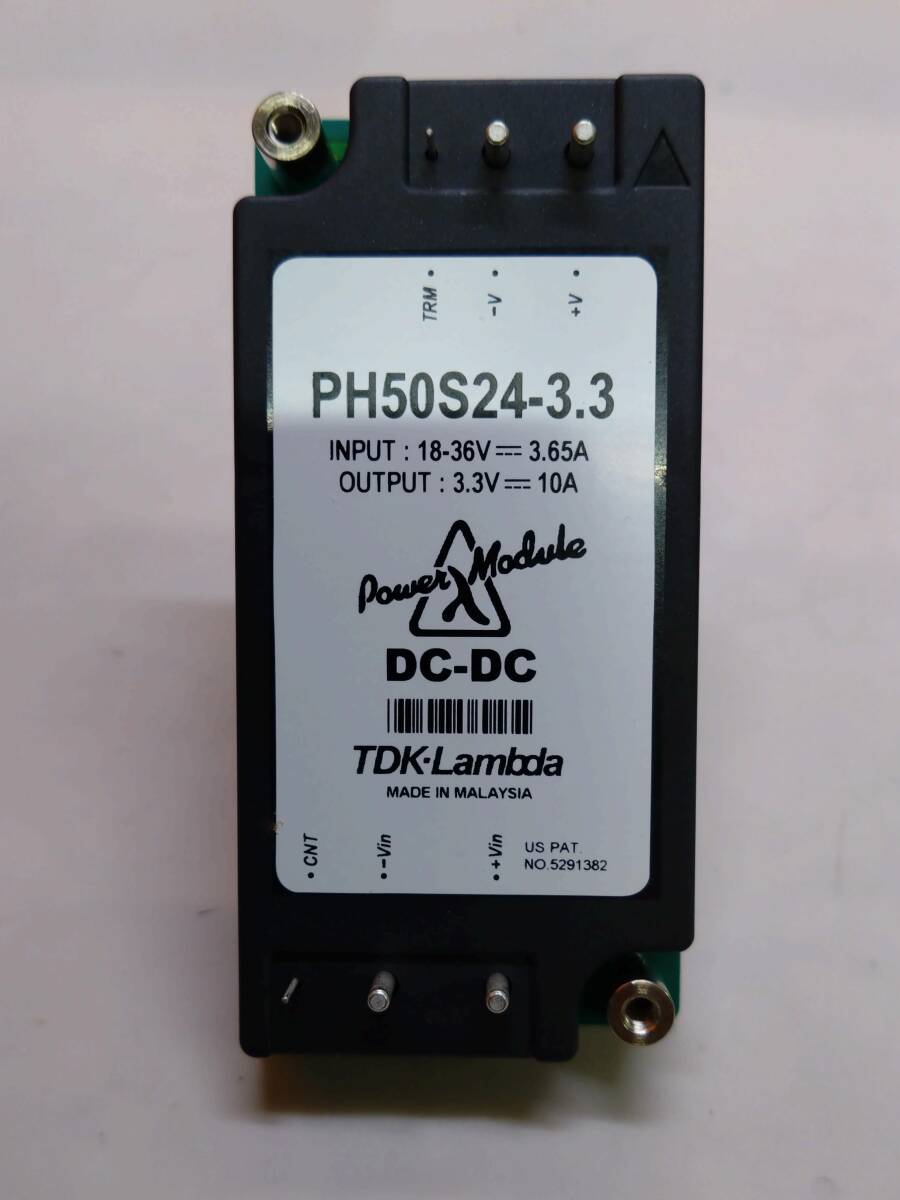 TRM -V +V
PH50S24-3.3
INPUT : 18-36V⎓ 3.65A
OUTPUT : 3.3V⎓ 10A
Power Module
λ
DC-DC
TDK·Lambda
MADE IN MALAYSIA
CNT -Vin +Vin
US PAT.
NO.5291382